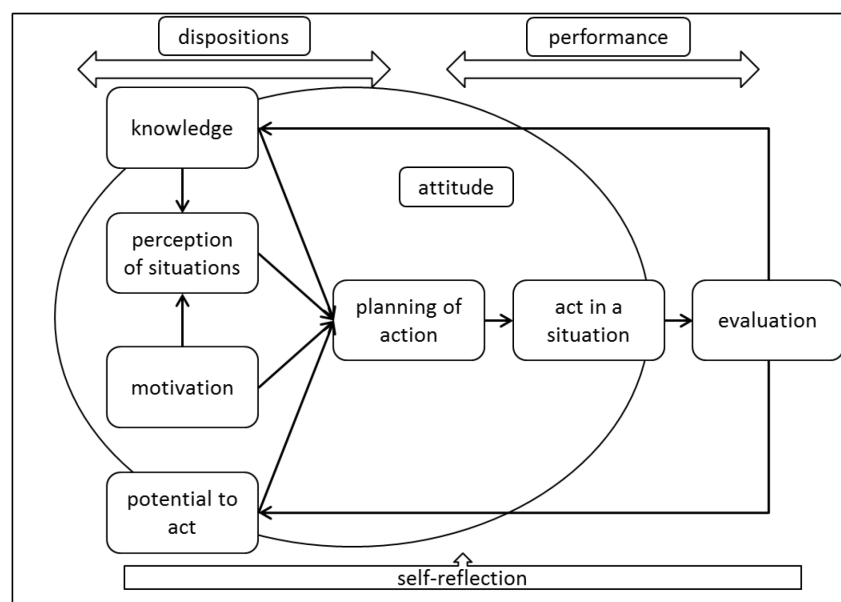 dispositions
performance
knowledge
attitude
perception
of situations
planning of
action
act in a
situation
evaluation
motivation
potential to
act
self-reflection